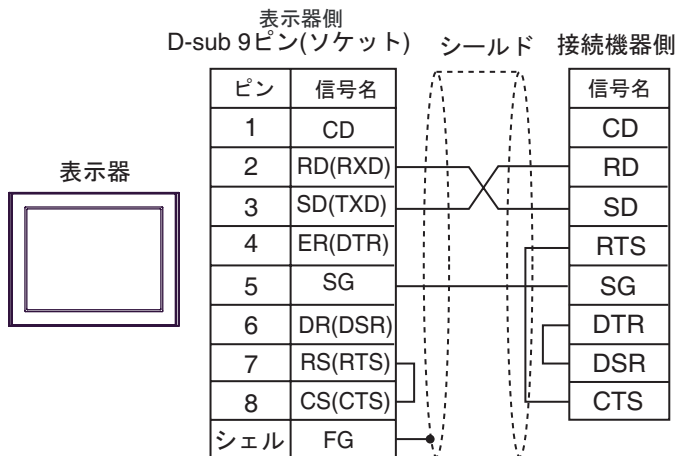 表示器側
D-sub 9ピン(ソケット)
シールド
接続機器側
ピン 信号名 信号名
1 CD CD
表示器
2 RD(RXD) RD
3 SD(TXD) SD
4 ER(DTR) RTS
5 SG SG
6 DR(DSR) DTR
7 RS(RTS) DSR
8 CS(CTS) CTS
シェル FG